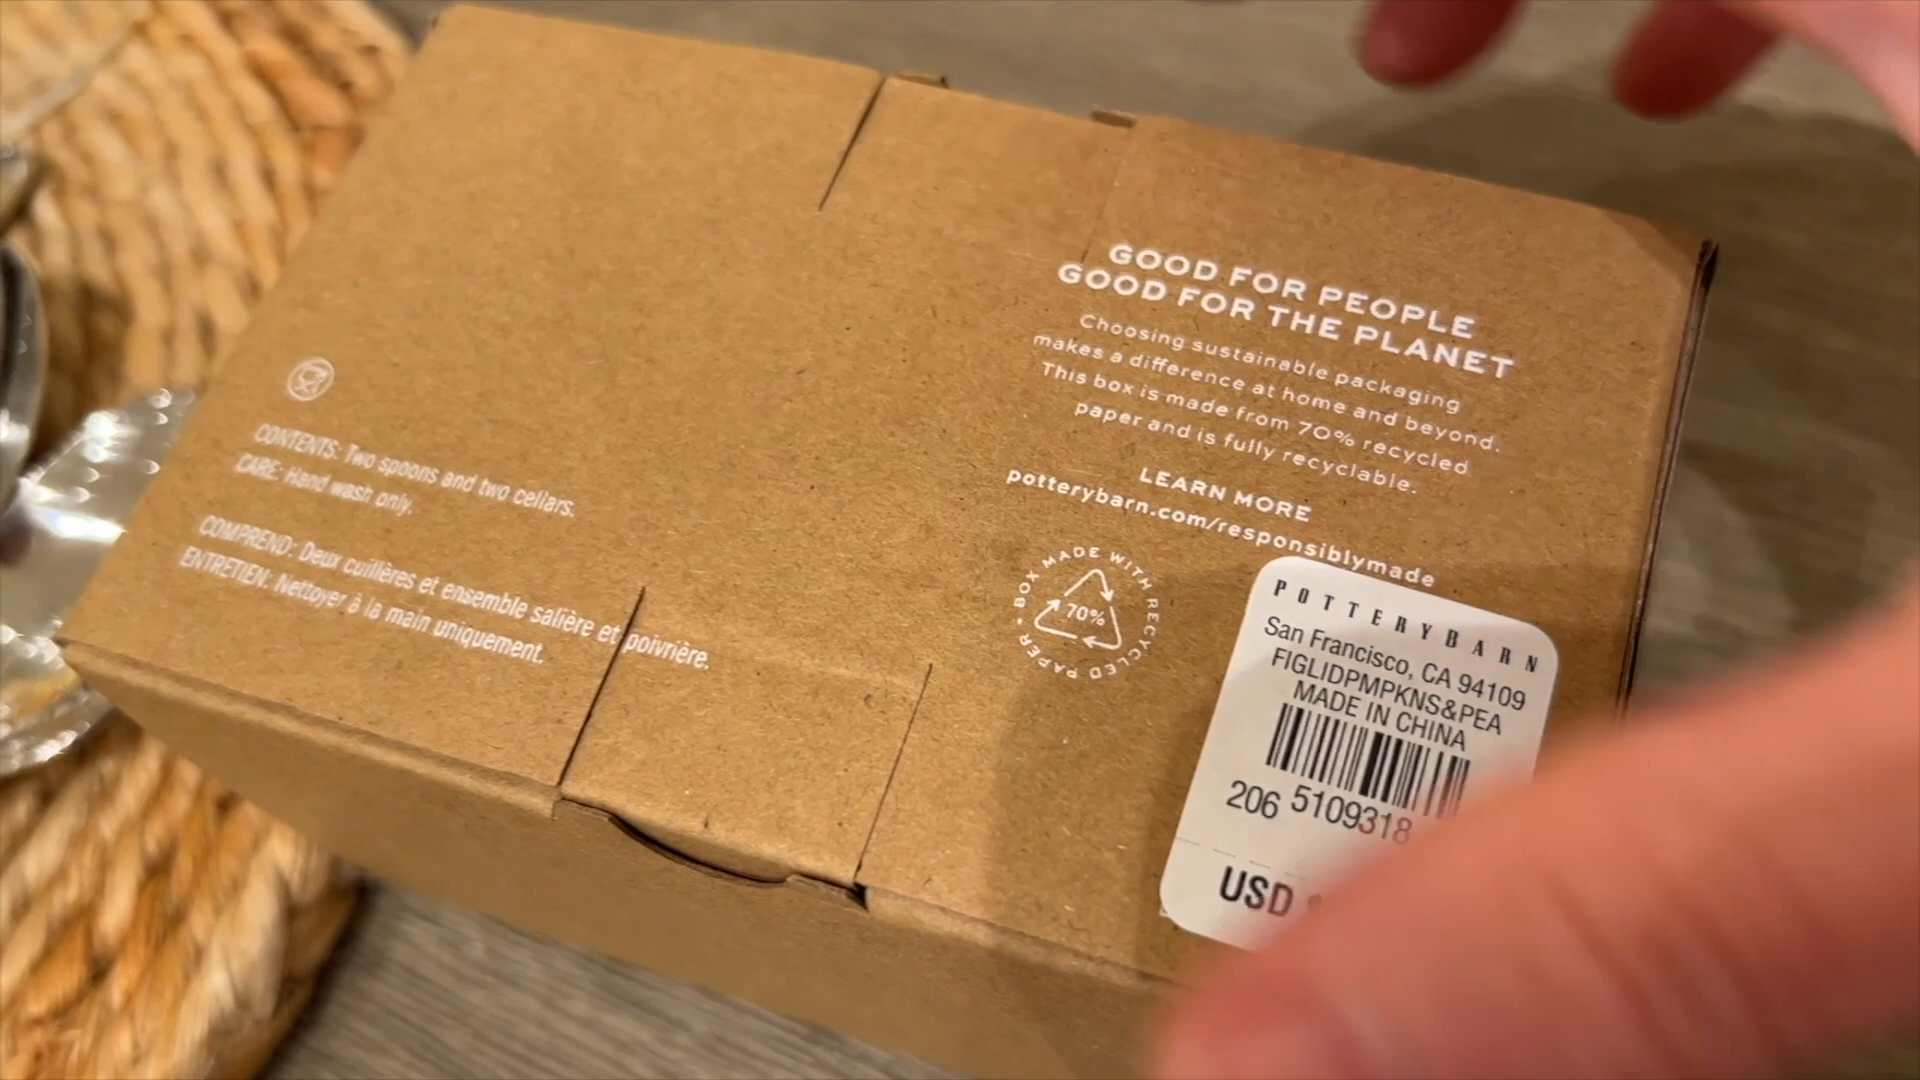 GOOD FOR PEOPLE
GOOD FOR THE PLANET
Choosing sustainable packaging
makes a difference at home and beyond.
This box is made from 70% recycled
paper and is fully recyclable.
LEARN MORE
potterybarn.com/responsiblymade
BOX MADE WITH RECYCLED PAPER
70%
CONTENTS: Two spoons and two cellars.
CARE: Hand wash only.
COMPREND: Deux cuillères et ensemble salière et poivrière.
ENTRETIEN: Nettoyer à la main uniquement.
POTTERYBARN
San Francisco, CA 94109
FIGLIDPMPKNS&PEA
MADE IN CHINA
206 5109318
USD